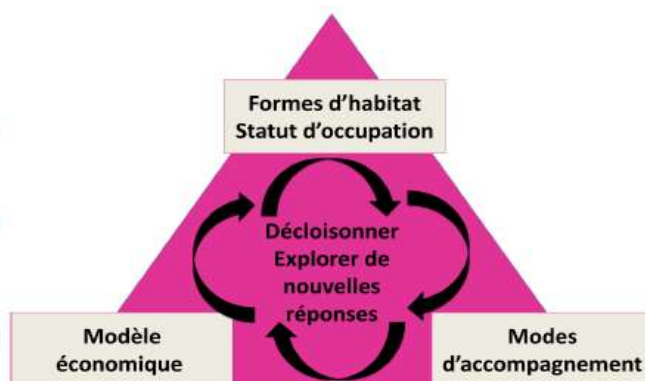 Formes d'habitat
Statut d'occupation
Décloisonner
Explorer de
nouvelles
réponses
Modèle
économique
Modes
d'accompagnement